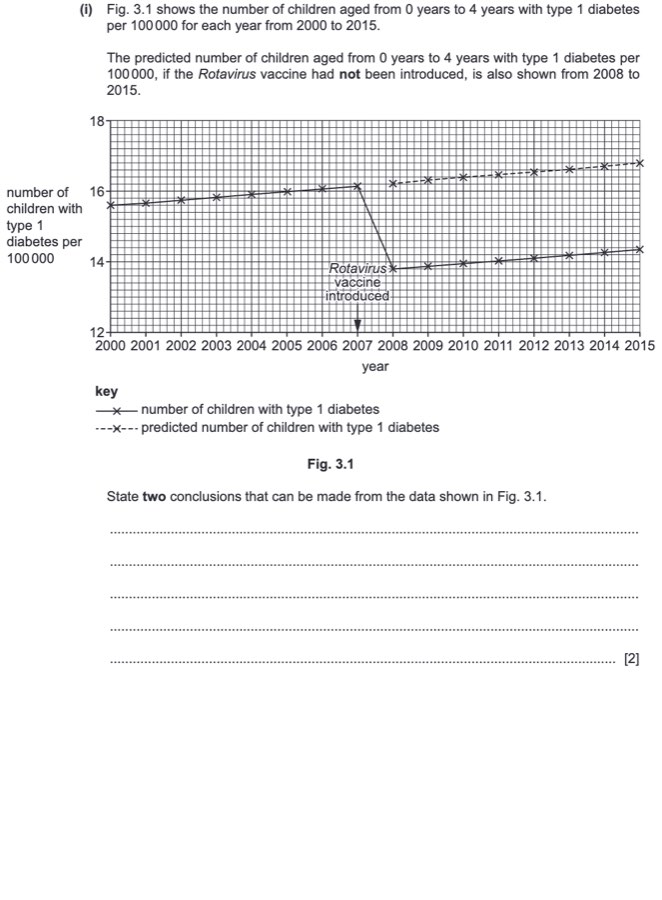 (i) Fig. 3.1 shows the number of children aged from 0 years to 4 years with type 1 diabetes
per 100 000 for each year from 2000 to 2015.
The predicted number of children aged from 0 years to 4 years with type 1 diabetes per
100 000, if the Rotavirus vaccine had not been introduced, is also shown from 2008 to
2015.
18
16
number of
children with
type 1
diabetes per
100 000
14
Rotavirus
vaccine
introduced
12
2000 2001 2002 2003 2004 2005 2006 2007 2008 2009 2010 2011 2012 2013 2014 2015
year
key
number of children with type 1 diabetes
predicted number of children with type 1 diabetes
Fig. 3.1
State two conclusions that can be made from the data shown in Fig. 3.1.
[2]